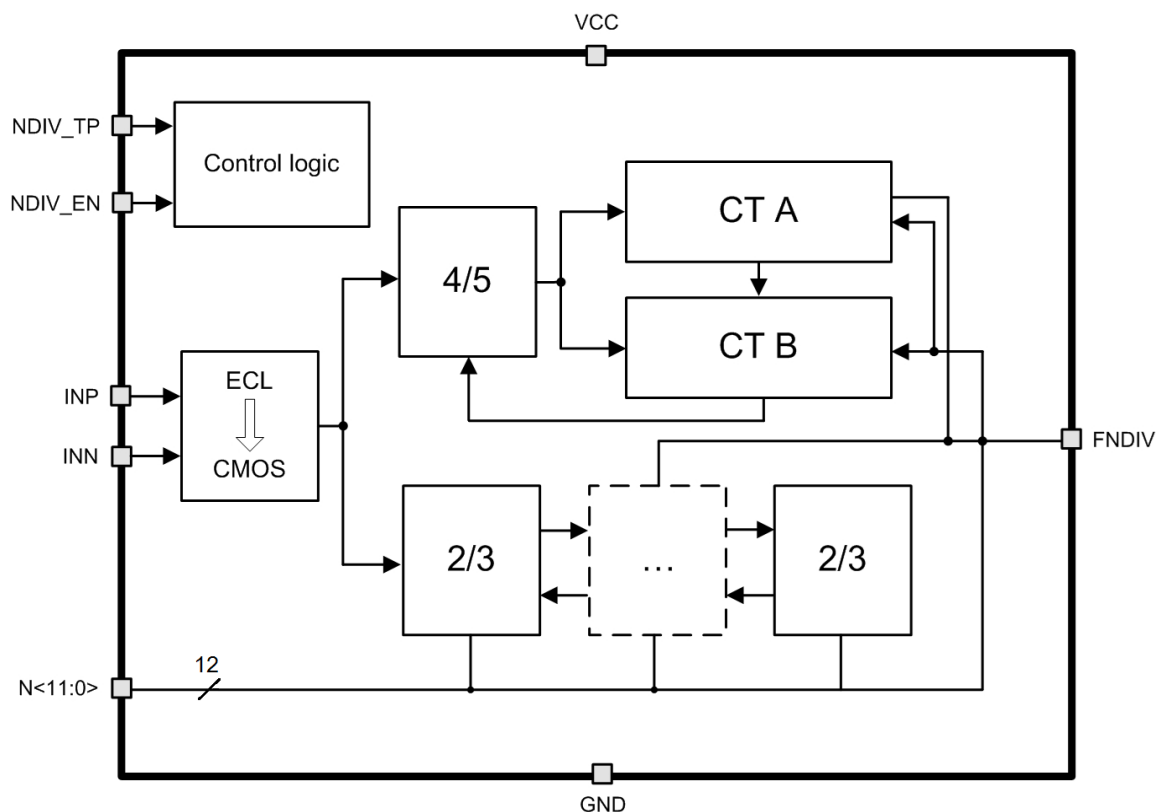 VCC
NDIV_TP
Control logic
NDIV_EN
CT A
4/5
CT B
INP
ECL
INN
CMOS
FNDIV
2/3
...
2/3
12
N<11:0>
GND